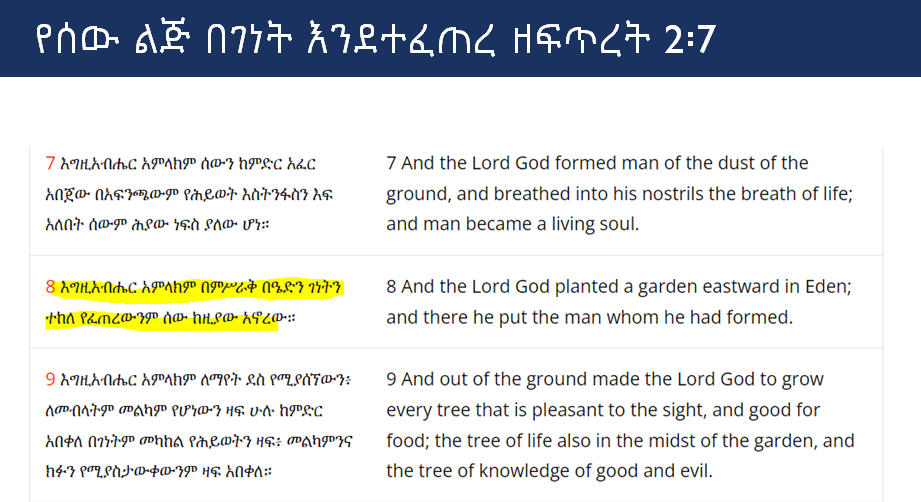 የሰው ልጅ በገነት እንደተፈጠረ ዘፍጥረት 2፡7
7 እግዚአብሔር አምላክም ሰውን ከምድር አፈር
አበጀው በአፍንጫውም የሕይወት እስትንፋስን እፍ
አለበት ሰውም ሕያው ነፍስ ያለው ሆነ።
7 And the Lord God formed man of the dust of the
ground, and breathed into his nostrils the breath of life;
and man became a living soul.
8 እግዚአብሔር አምላክም በምሥራቅ በዔድን ገነትን
ተከለ የፈጠረውንም ሰው ከዚያው አኖረው።
8 And the Lord God planted a garden eastward in Eden;
and there he put the man whom he had formed.
9 እግዚአብሔር አምላክም ለማየት ደስ የሚያሰኘውን፥
ለመብላትም መልካም የሆነውን ዛፍ ሁሉ ከምድር
አበቀለ በገነትም መካከል የሕይወትን ዛፍ፥ መልካምንና
ክፉን የሚያስታውቀውንም ዛፍ አበቀለ።
9 And out of the ground made the Lord God to grow
every tree that is pleasant to the sight, and good for
food; the tree of life also in the midst of the garden, and
the tree of knowledge of good and evil.